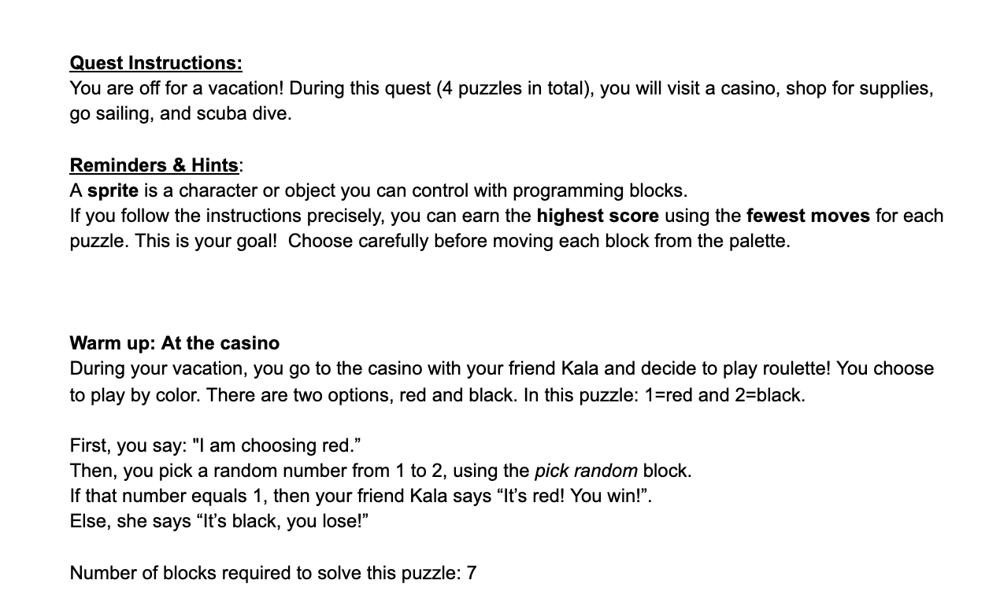 Quest Instructions:
You are off for a vacation! During this quest (4 puzzles in total), you will visit a casino, shop for supplies,
go sailing, and scuba dive.
Reminders & Hints:
A sprite is a character or object you can control with programming blocks.
If you follow the instructions precisely, you can earn the highest score using the fewest moves for each
puzzle. This is your goal!  Choose carefully before moving each block from the palette.
Warm up: At the casino
During your vacation, you go to the casino with your friend Kala and decide to play roulette! You choose
to play by color. There are two options, red and black. In this puzzle: 1=red and 2=black.
First, you say: "I am choosing red.”
Then, you pick a random number from 1 to 2, using the pick random block.
If that number equals 1, then your friend Kala says “It’s red! You win!”.
Else, she says “It’s black, you lose!”
Number of blocks required to solve this puzzle: 7